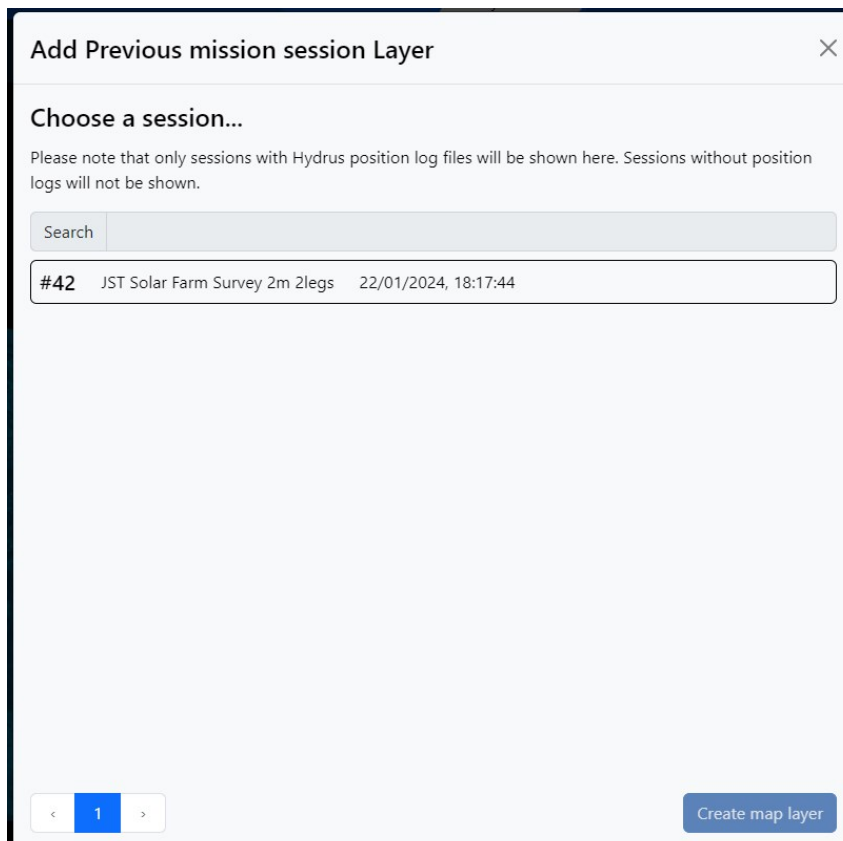 Add Previous mission session Layer
Choose a session...
Please note that only sessions with Hydrus position log files will be shown here. Sessions without position
logs will not be shown.
Search
#42 JST Solar Farm Survey 2m 2legs 22/01/2024, 18:17:44
‹ 1 ›
Create map layer